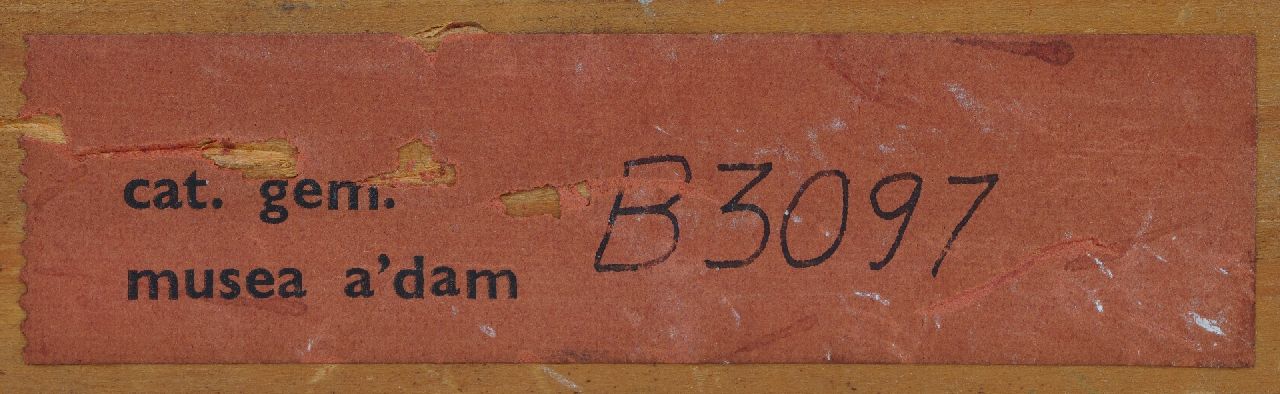 cat. gem. B3097
musea a'dam